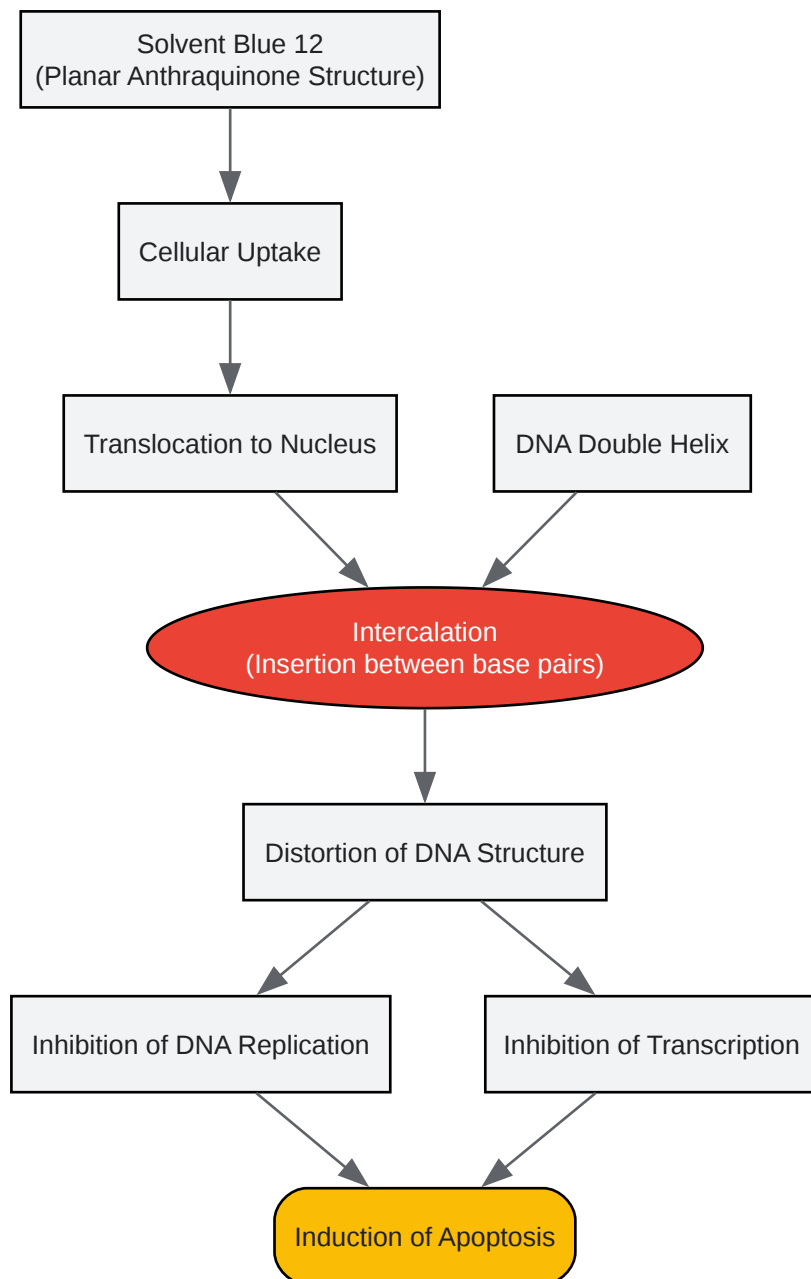 Solvent Blue 12
(Planar Anthraquinone Structure)
Cellular Uptake
Translocation to Nucleus
DNA Double Helix
Intercalation
(Insertion between base pairs)
Distortion of DNA Structure
Inhibition of DNA Replication
Inhibition of Transcription
Induction of Apoptosis